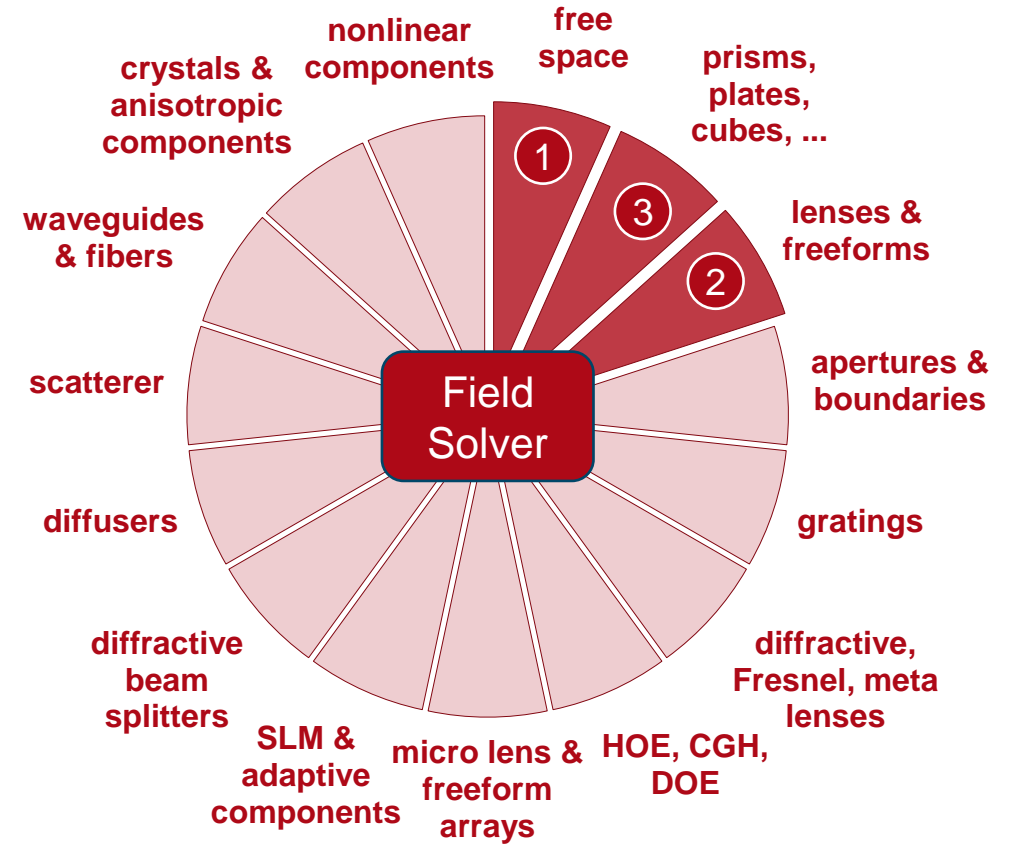 free
space
1
prisms,
plates,
cubes, ...
3
lenses &
freeforms
2
apertures &
boundaries
gratings
diffractive,
Fresnel, meta
lenses
HOE, CGH,
DOE
micro lens &
freeform
arrays
SLM &
adaptive
components
diffractive
beam
splitters
diffusers
scatterer
waveguides
& fibers
crystals &
anisotropic
components
nonlinear
components
Field
Solver